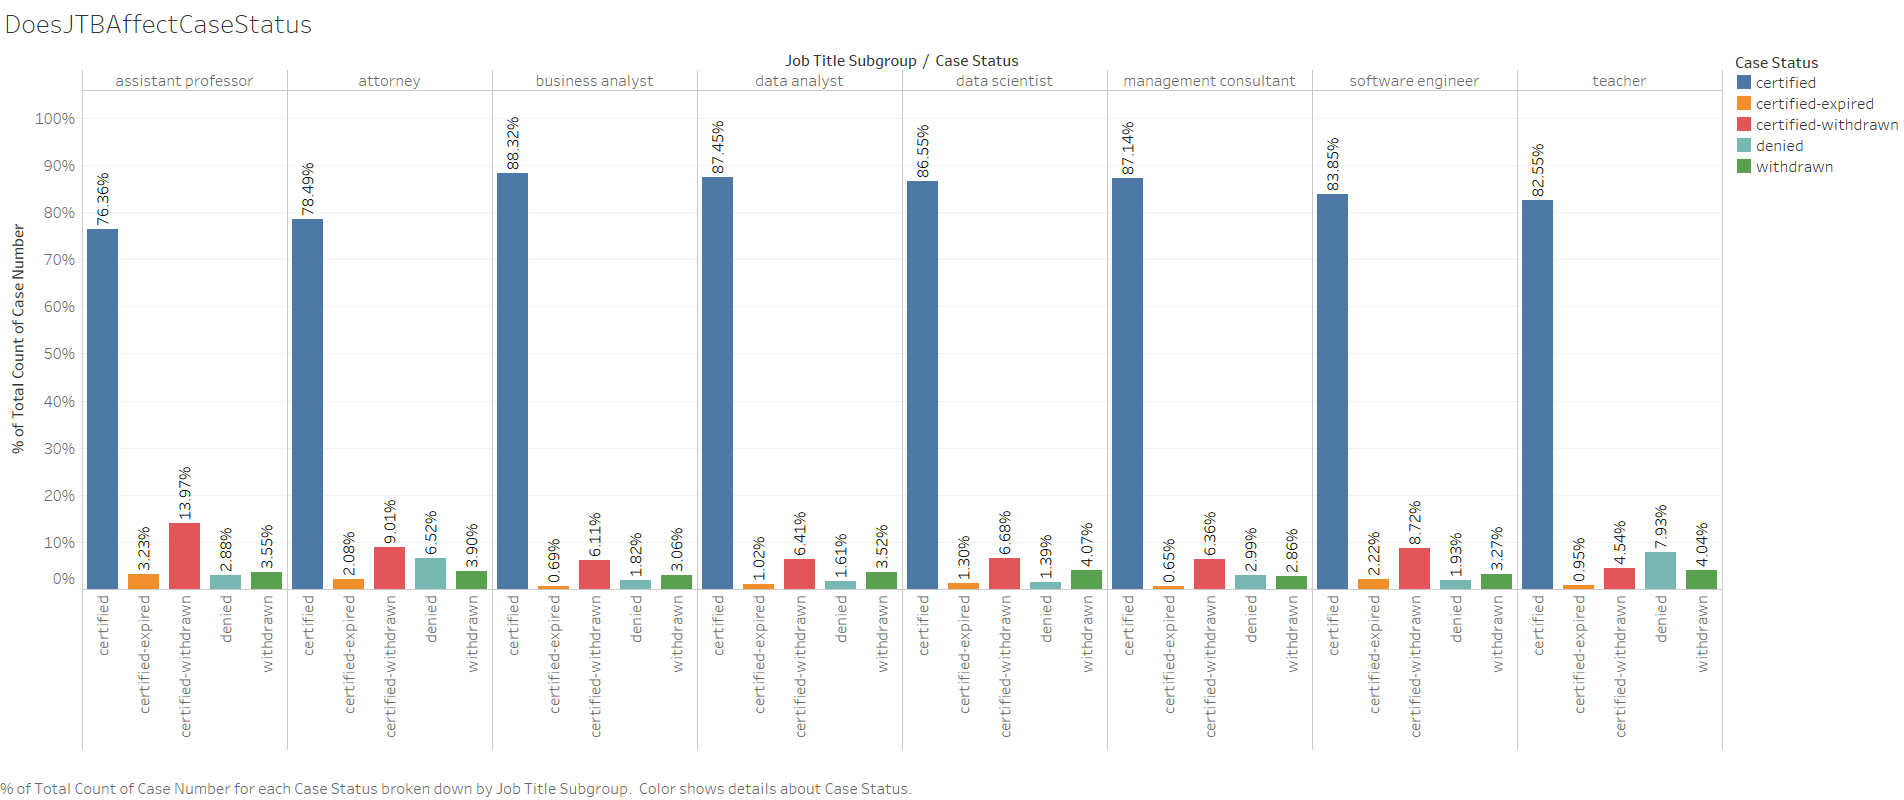 DoesJTBAffectCaseStatus
Job Title Subgroup / Case Status
assistant professor
attorney
business analyst
data analyst
data scientist
management consultant
software engineer
teacher
Case Status
certified
certified-expired
certified-withdrawn
denied
withdrawn
% of Total Count of Case Number
100%
90%
80%
70%
60%
50%
40%
30%
20%
10%
0%
76.36%
3.23%
13.97%
2.88%
3.55%
78.49%
2.08%
9.01%
6.52%
3.90%
88.32%
0.69%
6.11%
1.82%
3.06%
87.45%
1.02%
6.41%
1.61%
3.52%
86.55%
1.30%
6.68%
1.39%
4.07%
87.14%
0.65%
6.36%
2.99%
2.86%
83.85%
2.22%
8.72%
1.93%
3.27%
82.55%
0.95%
4.54%
7.93%
4.04%
certified
certified-expired
certified-withdrawn
denied
withdrawn
certified
certified-expired
certified-withdrawn
denied
withdrawn
certified
certified-expired
certified-withdrawn
denied
withdrawn
certified
certified-expired
certified-withdrawn
denied
withdrawn
certified
certified-expired
certified-withdrawn
denied
withdrawn
certified
certified-expired
certified-withdrawn
denied
withdrawn
certified
certified-expired
certified-withdrawn
denied
withdrawn
certified
certified-expired
certified-withdrawn
denied
withdrawn
% of Total Count of Case Number for each Case Status broken down by Job Title Subgroup. Color shows details about Case Status.